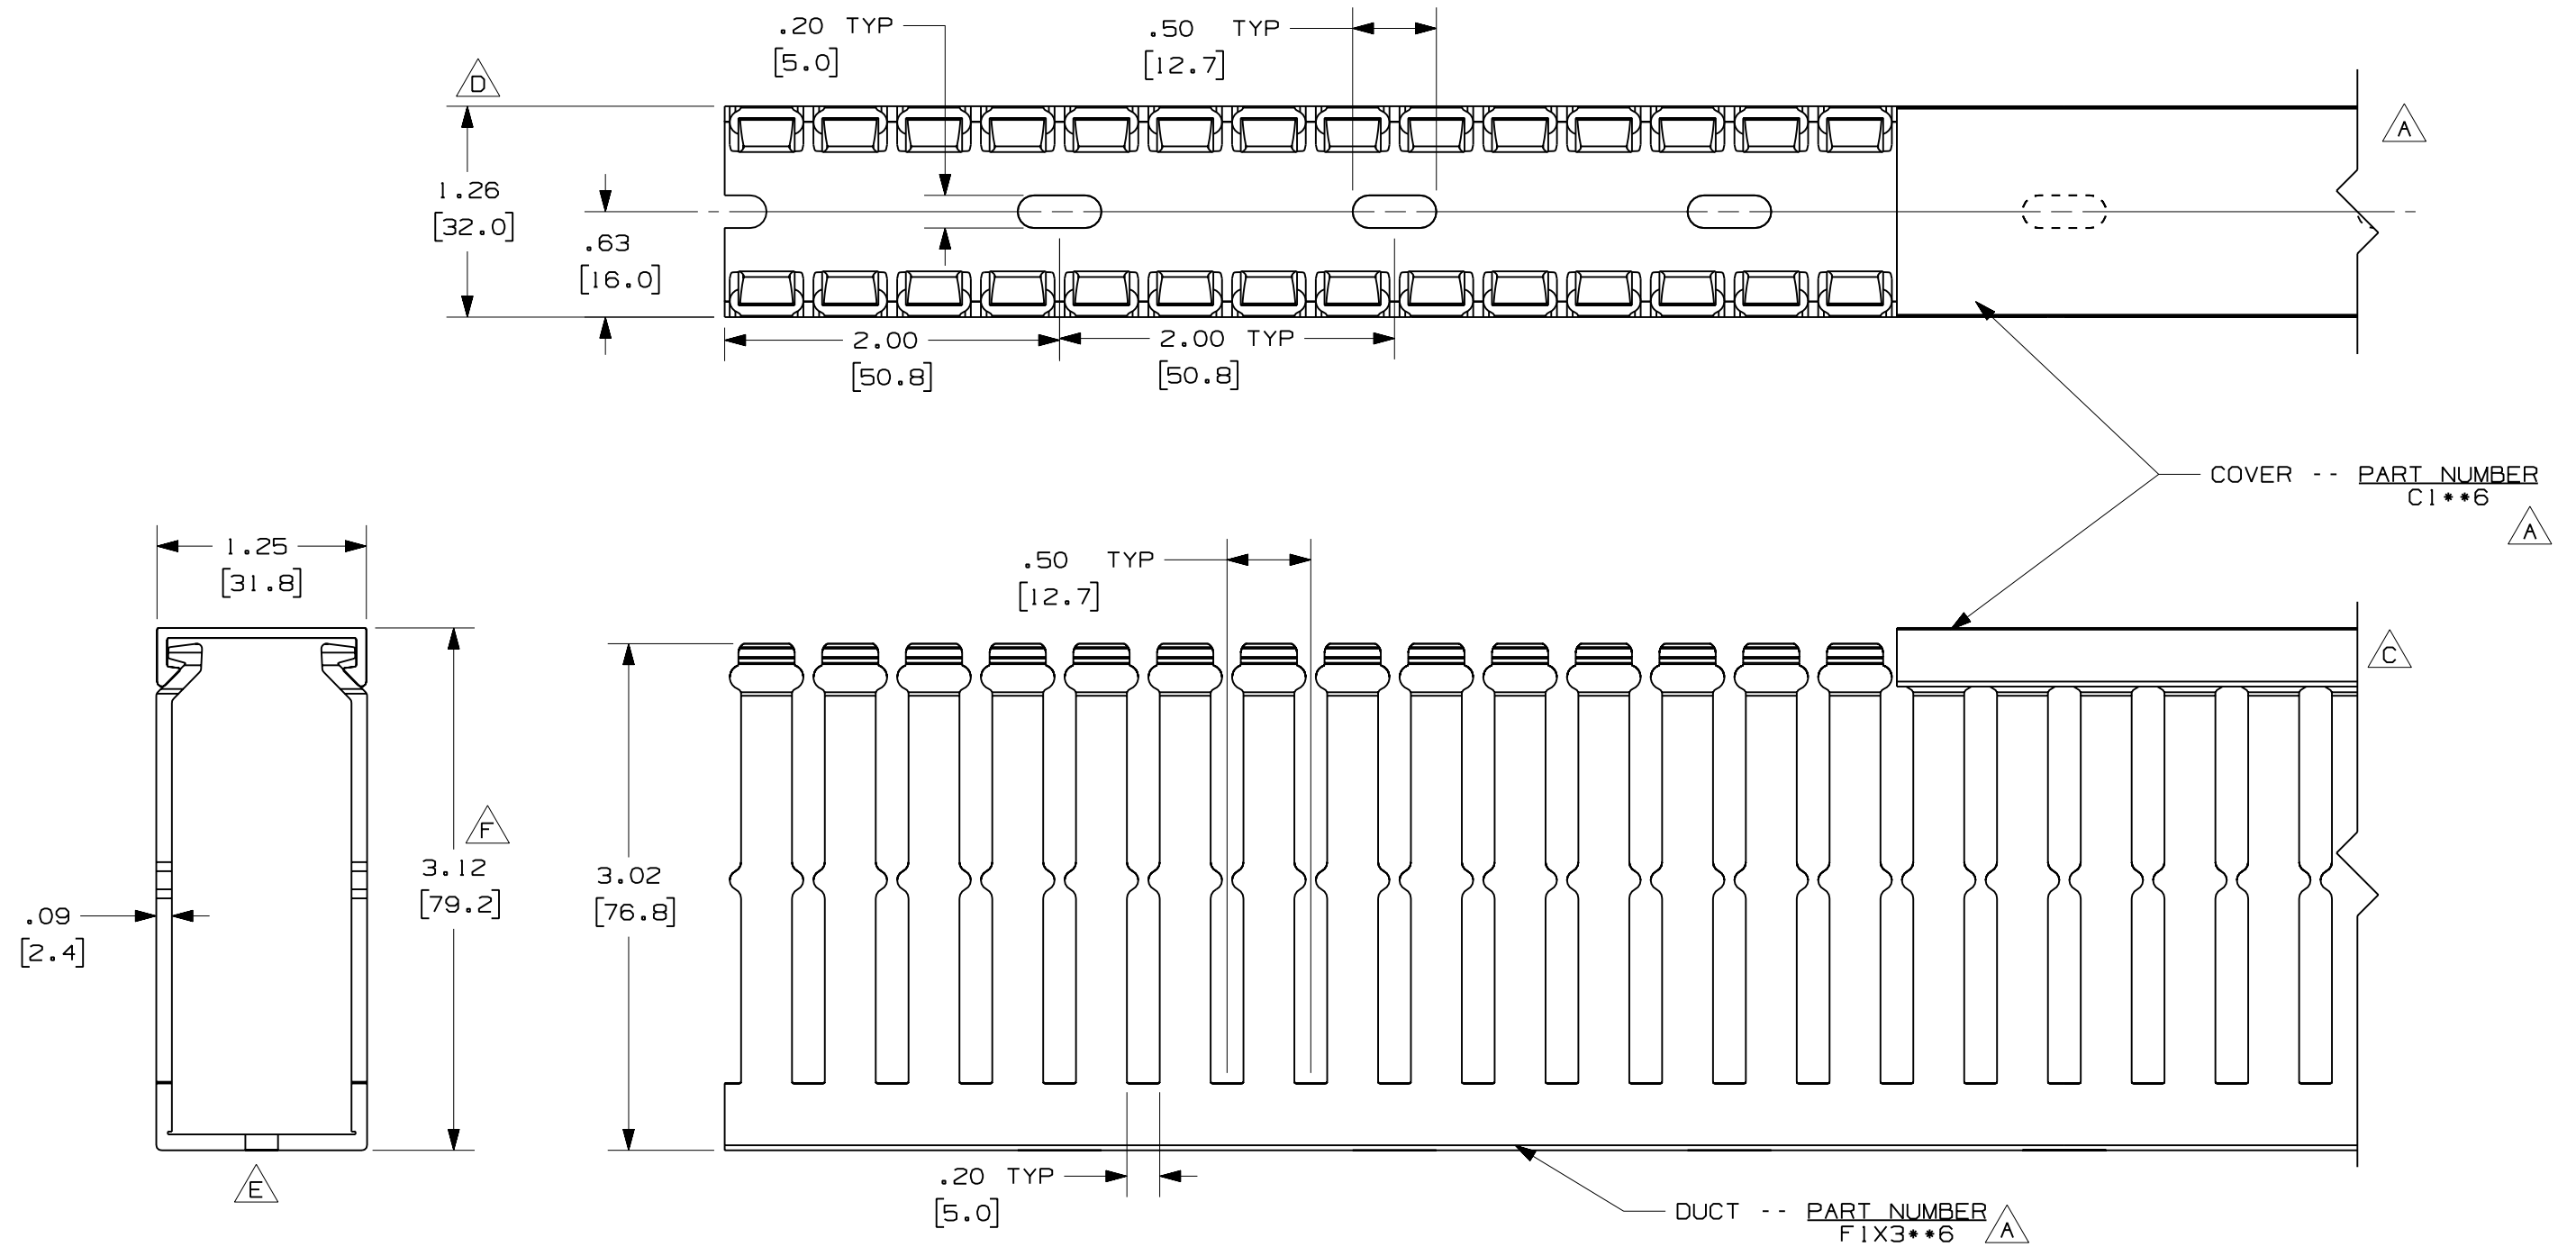 .20 TYP
[5.0]
.50 TYP
[12.7]
D
A
1.26
[32.0]
.63
[16.0]
2.00
[50.8]
2.00 TYP
[50.8]
COVER -- PART NUMBER
C1**6
A
1.25
[31.8]
.50 TYP
[12.7]
C
F
3.12
[79.2]
3.02
[76.8]
.09
[2.4]
E
.20 TYP
[5.0]
DUCT -- PART NUMBER
F1X3**6
A